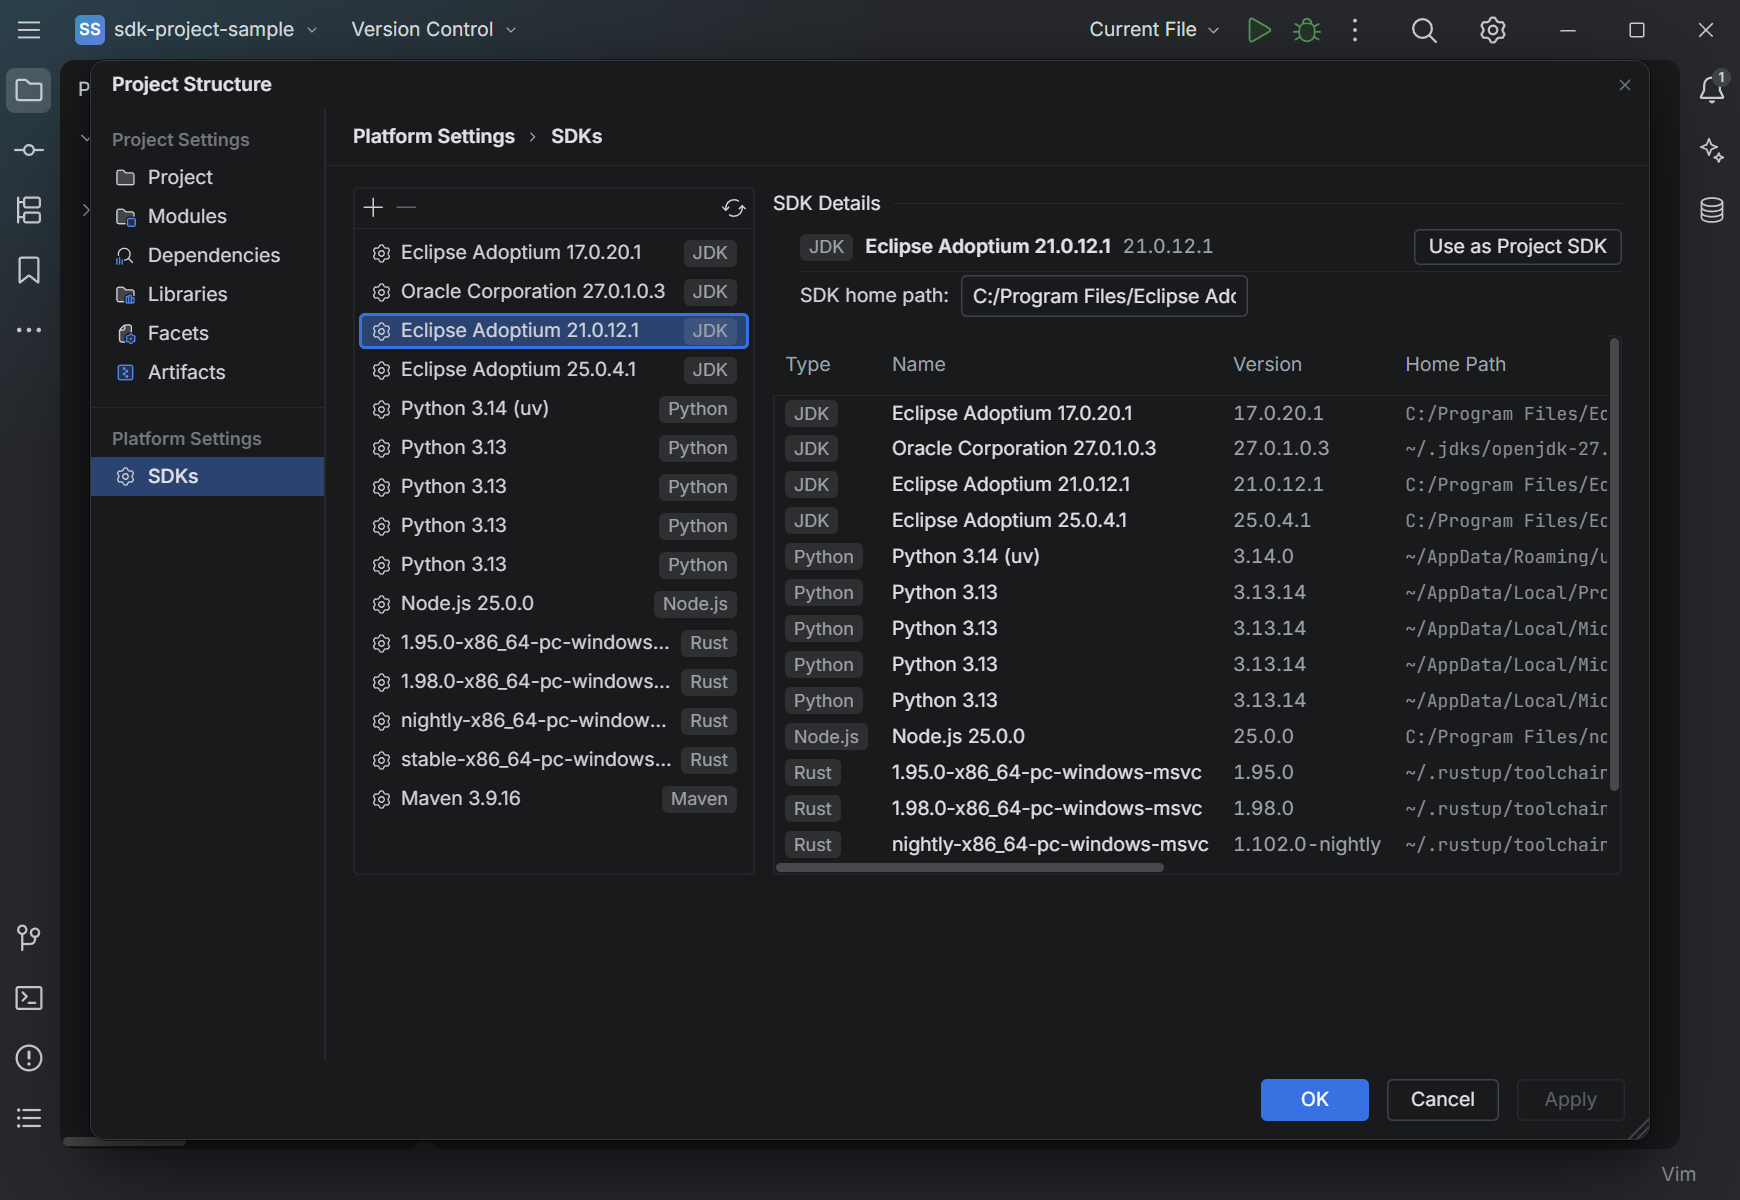 SS sdk-project-sample Version Control Current File
1
P
Project Structure
Project Settings
Project
Modules
Dependencies
Libraries
Facets
Artifacts
Platform Settings
SDKs
Platform Settings › SDKs
Eclipse Adoptium 17.0.20.1 JDK
Oracle Corporation 27.0.1.0.3 JDK
Eclipse Adoptium 21.0.12.1 JDK
Eclipse Adoptium 25.0.4.1 JDK
Python 3.14 (uv) Python
Python 3.13 Python
Python 3.13 Python
Python 3.13 Python
Python 3.13 Python
Node.js 25.0.0 Node.js
1.95.0-x86_64-pc-windows... Rust
1.98.0-x86_64-pc-windows... Rust
nightly-x86_64-pc-window... Rust
stable-x86_64-pc-windows... Rust
Maven 3.9.16 Maven
SDK Details
JDK Eclipse Adoptium 21.0.12.1 21.0.12.1 Use as Project SDK
SDK home path: C:/Program Files/Eclipse Adc
Type Name Version Home Path
JDK Eclipse Adoptium 17.0.20.1 17.0.20.1 C:/Program Files/Ec
JDK Oracle Corporation 27.0.1.0.3 27.0.1.0.3 ~/.jdks/openjdk-27.
JDK Eclipse Adoptium 21.0.12.1 21.0.12.1 C:/Program Files/Ec
JDK Eclipse Adoptium 25.0.4.1 25.0.4.1 C:/Program Files/Ec
Python Python 3.14 (uv) 3.14.0 ~/AppData/Roaming/u
Python Python 3.13 3.13.14 ~/AppData/Local/Pro
Python Python 3.13 3.13.14 ~/AppData/Local/Mic
Python Python 3.13 3.13.14 ~/AppData/Local/Mic
Python Python 3.13 3.13.14 ~/AppData/Local/Mic
Node.js Node.js 25.0.0 25.0.0 C:/Program Files/no
Rust 1.95.0-x86_64-pc-windows-msvc 1.95.0 ~/.rustup/toolchain
Rust 1.98.0-x86_64-pc-windows-msvc 1.98.0 ~/.rustup/toolchain
Rust nightly-x86_64-pc-windows-msvc 1.102.0-nightly ~/.rustup/toolchain
OK Cancel Apply
Vim